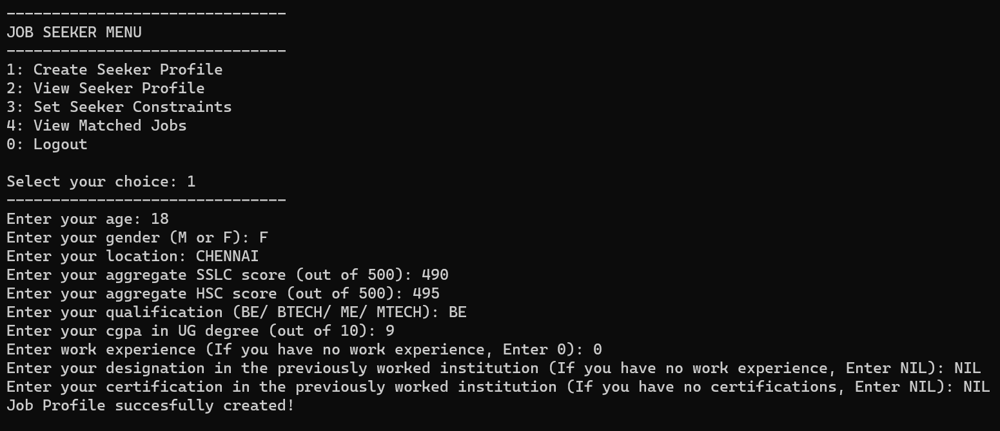 -------------------------------
JOB SEEKER MENU
-------------------------------
1: Create Seeker Profile
2: View Seeker Profile
3: Set Seeker Constraints
4: View Matched Jobs
0: Logout
Select your choice: 1
-------------------------------
Enter your age: 18
Enter your gender (M or F): F
Enter your location: CHENNAI
Enter your aggregate SSLC score (out of 500): 490
Enter your aggregate HSC score (out of 500): 495
Enter your qualification (BE/ BTECH/ ME/ MTECH): BE
Enter your cgpa in UG degree (out of 10): 9
Enter work experience (If you have no work experience, Enter 0): 0
Enter your designation in the previously worked institution (If you have no work experience, Enter NIL): NIL
Enter your certification in the previously worked institution (If you have no certifications, Enter NIL): NIL
Job Profile succesfully created!